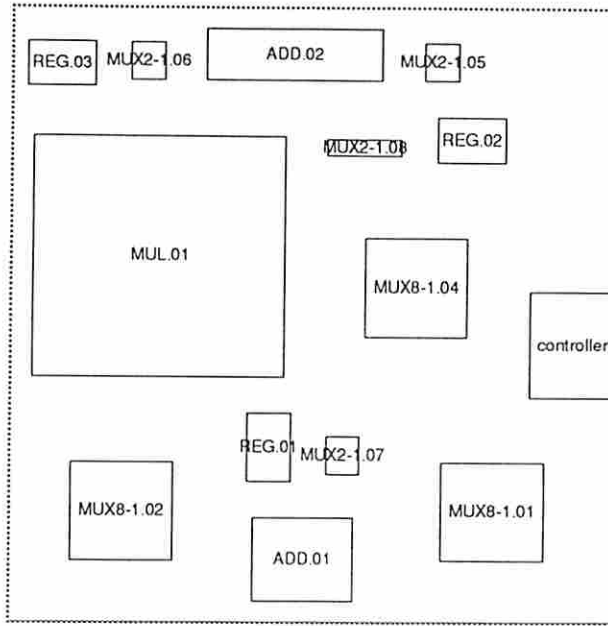 REG.03
MUX2-1.06
ADD.02
MUX2-1.05
MUX2-1.08
REG.02
MUL.01
MUX8-1.04
controller
REG.01
MUX2-1.07
MUX8-1.02
MUX8-1.01
ADD.01